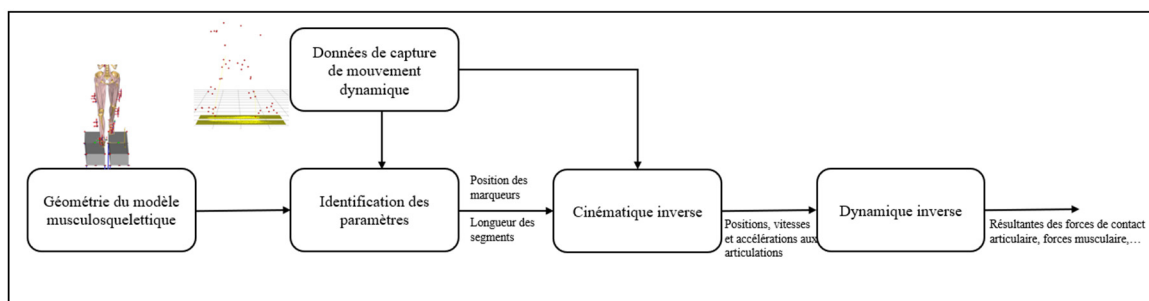 Données de capture
de mouvement
dynamique
Géométrie du modèle
musculosquelettique
Identification des
paramètres
Position des
marqueurs
Longueur des
segments
Cinématique inverse
Positions, vitesses
et accélérations aux
articulations
Dynamique inverse
Résultantes des forces de contact
articulaire, forces musculaire,…